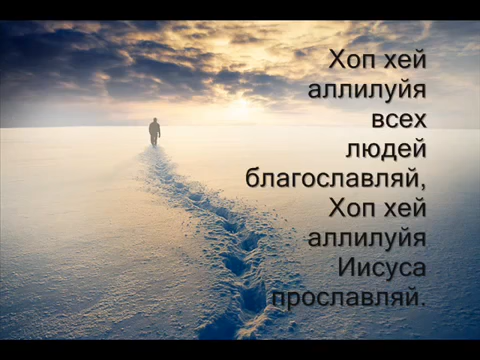 Хоп хей
аллилуйя
всех
людей
благославляй,
Хоп хей
аллилуйя
Иисуса
прославляй.